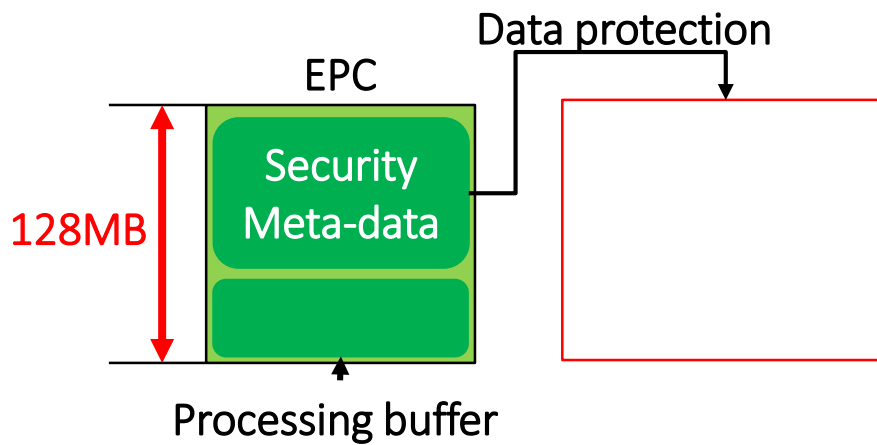 Data protection
EPC
Security
Meta-data
128MB
Processing buffer